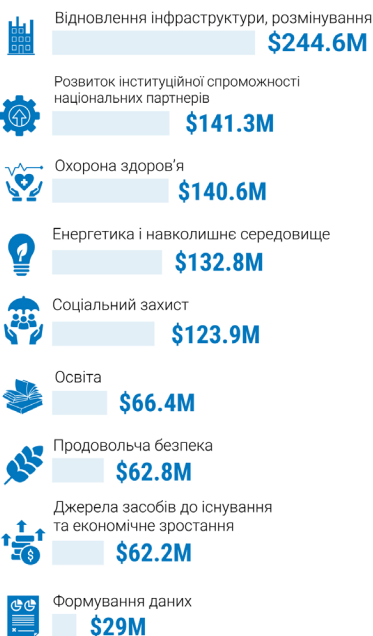 Відновлення інфраструктури, розмінування
$244.6M
Розвиток інституційної спроможності
національних партнерів
$141.3M
Охорона здоров’я
$140.6M
Енергетика і навколишнє середовище
$132.8M
Соціальний захист
$123.9M
Освіта
$66.4M
Продовольча безпека
$62.8M
Джерела засобів до існування
та економічне зростання
$62.2M
Формування даних
$29M